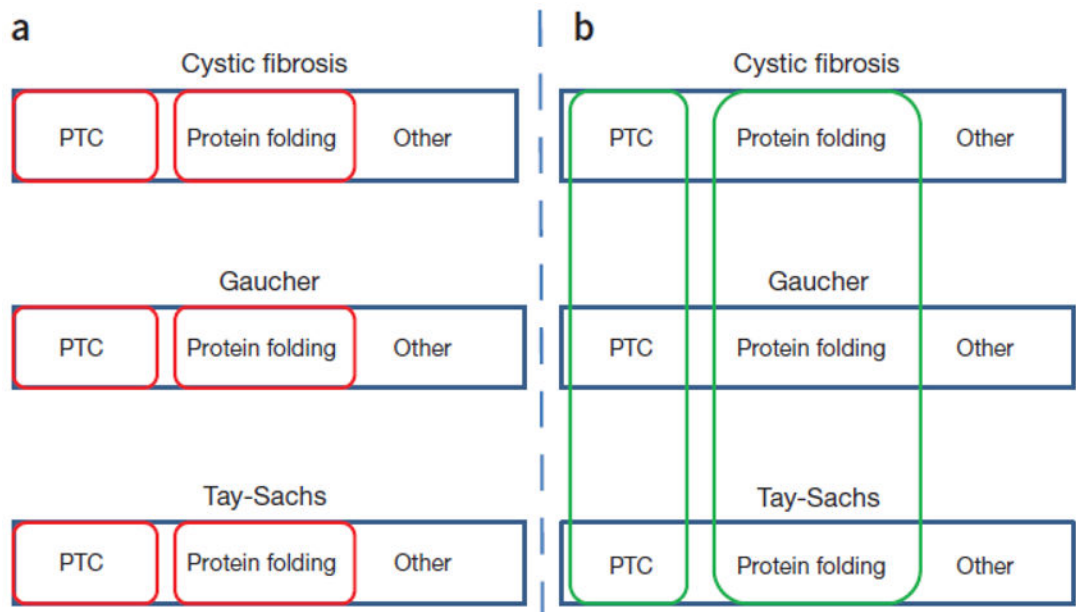 a
Cystic fibrosis
PTC Protein folding Other
Gaucher
PTC Protein folding Other
Tay-Sachs
PTC Protein folding Other
b
Cystic fibrosis
PTC Protein folding Other
Gaucher
PTC Protein folding Other
Tay-Sachs
PTC Protein folding Other